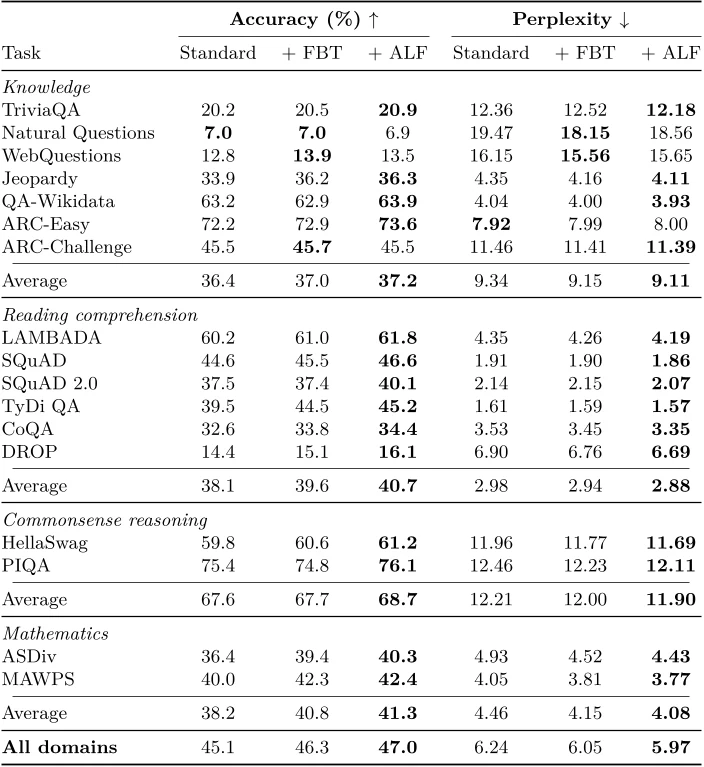 Accuracy (%) ↑ Perplexity ↓
Task Standard + FBT + ALF Standard + FBT + ALF
Knowledge
TriviaQA 20.2 20.5 20.9 12.36 12.52 12.18
Natural Questions 7.0 7.0 6.9 19.47 18.15 18.56
WebQuestions 12.8 13.9 13.5 16.15 15.56 15.65
Jeopardy 33.9 36.2 36.3 4.35 4.16 4.11
QA-Wikidata 63.2 62.9 63.9 4.04 4.00 3.93
ARC-Easy 72.2 72.9 73.6 7.92 7.99 8.00
ARC-Challenge 45.5 45.7 45.5 11.46 11.41 11.39
Average 36.4 37.0 37.2 9.34 9.15 9.11
Reading comprehension
LAMBADA 60.2 61.0 61.8 4.35 4.26 4.19
SQuAD 44.6 45.5 46.6 1.91 1.90 1.86
SQuAD 2.0 37.5 37.4 40.1 2.14 2.15 2.07
TyDi QA 39.5 44.5 45.2 1.61 1.59 1.57
CoQA 32.6 33.8 34.4 3.53 3.45 3.35
DROP 14.4 15.1 16.1 6.90 6.76 6.69
Average 38.1 39.6 40.7 2.98 2.94 2.88
Commonsense reasoning
HellaSwag 59.8 60.6 61.2 11.96 11.77 11.69
PIQA 75.4 74.8 76.1 12.46 12.23 12.11
Average 67.6 67.7 68.7 12.21 12.00 11.90
Mathematics
ASDiv 36.4 39.4 40.3 4.93 4.52 4.43
MAWPS 40.0 42.3 42.4 4.05 3.81 3.77
Average 38.2 40.8 41.3 4.46 4.15 4.08
All domains 45.1 46.3 47.0 6.24 6.05 5.97